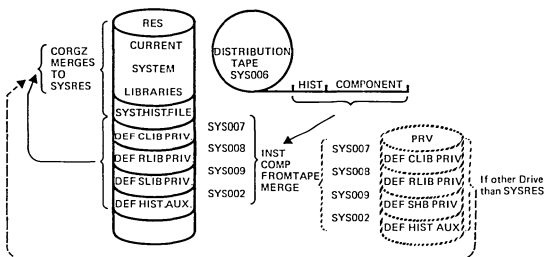 RES
CURRENT
SYSTEM
LIBRARIES
SYSTHIST.FILE
DEF CLIB PRIV.
DEF RLIB PRIV.
DEF SLIB PRIV.
DEF HIST.AUX.
CORGZ
MERGES
TO
SYSRES
DISTRIBUTION
TAPE
SYS006
HIST COMPONENT
SYS007
SYS008
SYS009
SYS002
INST
COMP
FROMTAPE
MERGE
SYS007
SYS008
SYS009
SYS002
PRV
DEF CLIB PRIV
DEF RLIB PRIV
DEF SHB PRIV
DEF HIST AUX
If other Drive
than SYSRES